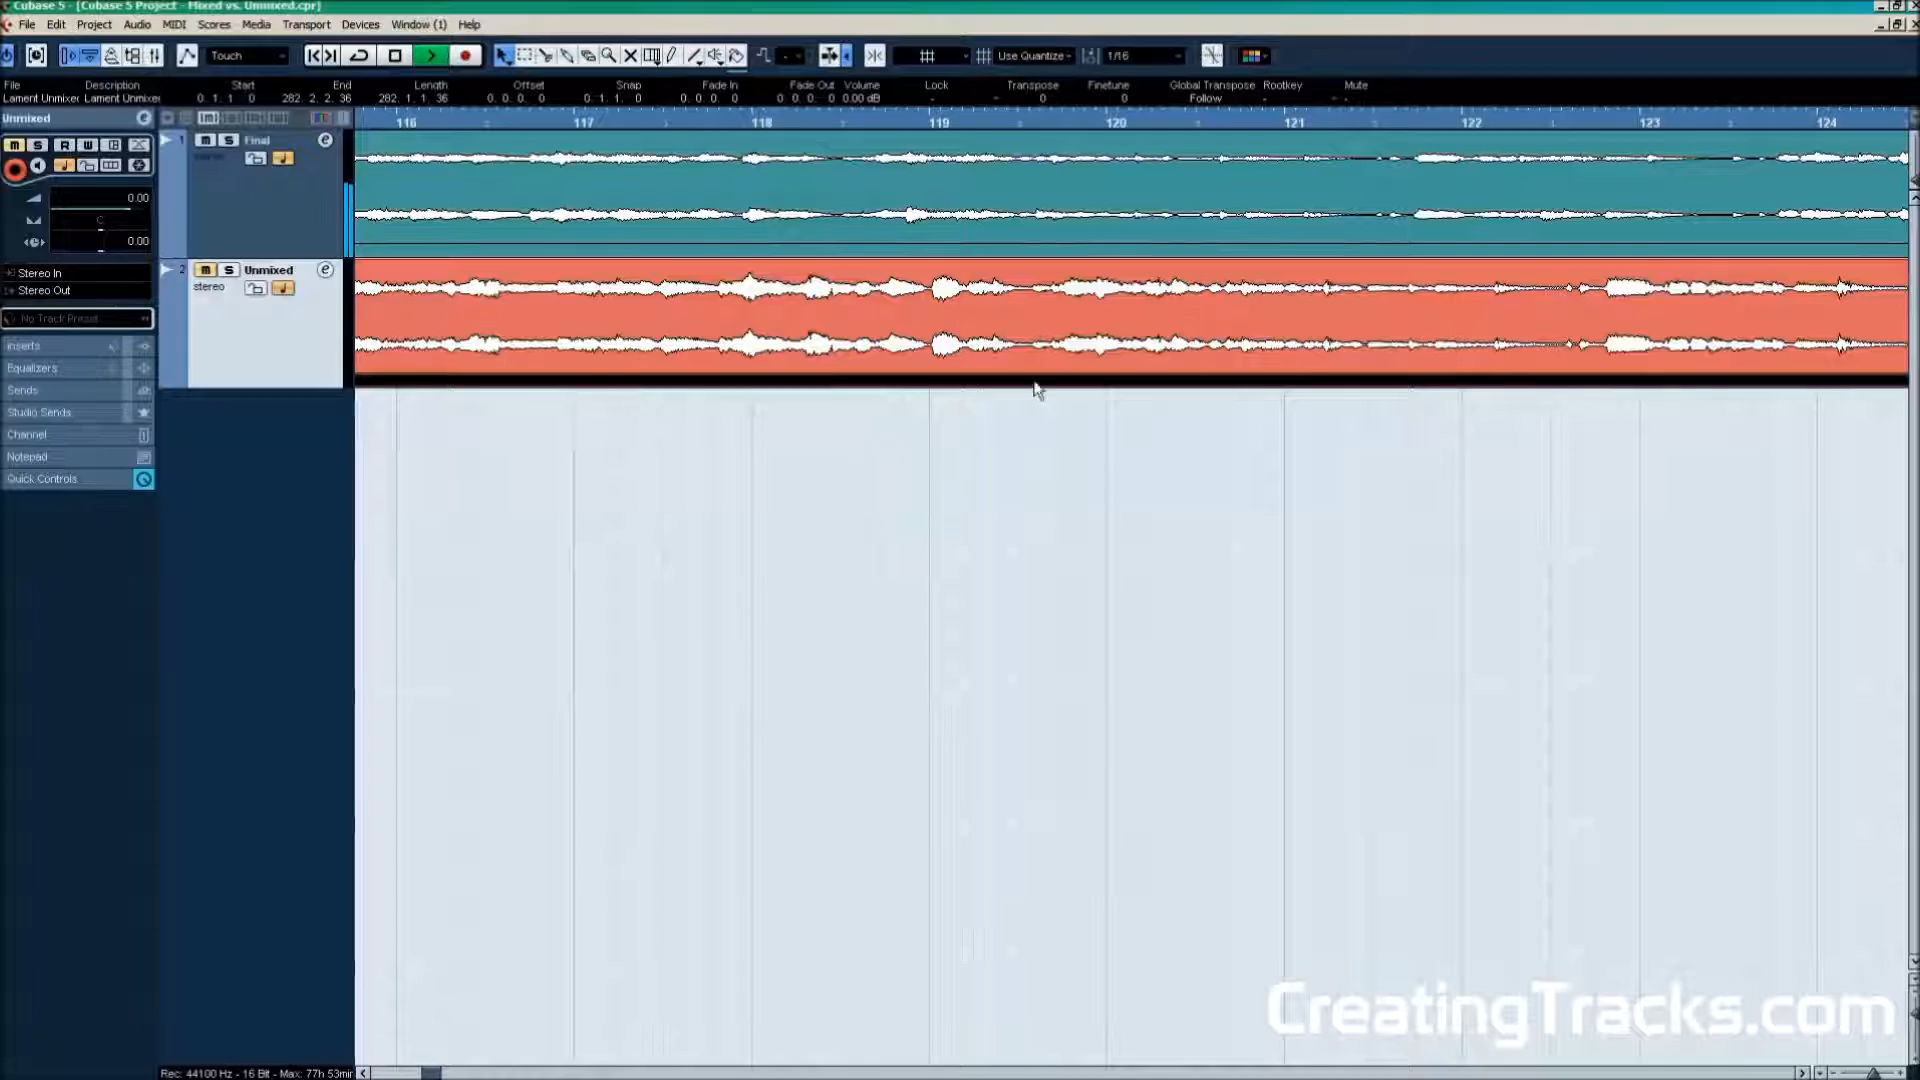 Cubase 5 - [Cubase 5 Project - Mixed vs. Unmixed.cpr]
File Edit Project Audio MIDI Scores Media Transport Devices Window (1) Help
Touch Use Quantize 1/16
File Description Start End Length Offset Snap Fade In Fade Out Volume Lock Transpose Finetune Global Transpose Rootkey Mute
Lament Unmixed Lament Unmixed 0. 1. 1. 0 282. 2. 2. 36 282. 1. 1. 36 0. 0. 0. 0 0. 1. 1. 0 0. 0. 0. 0 0. 0. 0. 0 0.00 dB - 0 0 Follow - -
Unmixed
116 117 118 119 120 121 122 123 124
1 m S Final e
m S R W
stereo
0.00
C
0.00
2 m S Unmixed e
Stereo In
stereo
Stereo Out
No Track Preset
Inserts
Equalizers
Sends
Studio Sends
Channel
Notepad
Quick Controls
CreatingTracks.com
Rec: 44100 Hz - 16 Bit - Max: 77h 53min